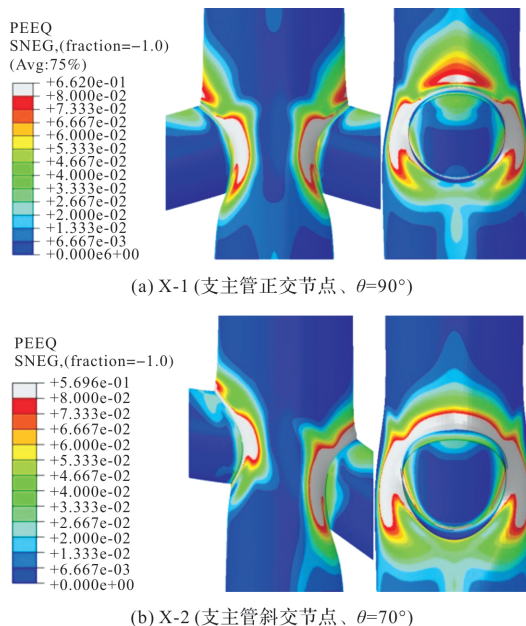 PEEQ
SNEG,(fraction=-1.0)
(Avg:75%)
+6.620e-01
+8.000e-02
+7.333e-02
+6.667e-02
+6.000e-02
+5.333e-02
+4.667e-02
+4.000e-02
+3.333e-02
+2.667e-02
+2.000e-02
+1.333e-02
+6.667e-03
+0.000e6+00
(a) X-1 (支主管正交节点、θ=90°)
PEEQ
SNEG,(fraction=-1.0)
+5.696e-01
+8.000e-02
+7.333e-02
+6.667e-02
+6.000e-02
+5.333e-02
+4.667e-02
+4.000e-02
+3.333e-02
+2.667e-02
+2.000e-02
+1.333e-02
+6.667e-03
+0.000e+00
(b) X-2 (支主管斜交节点、θ=70°)